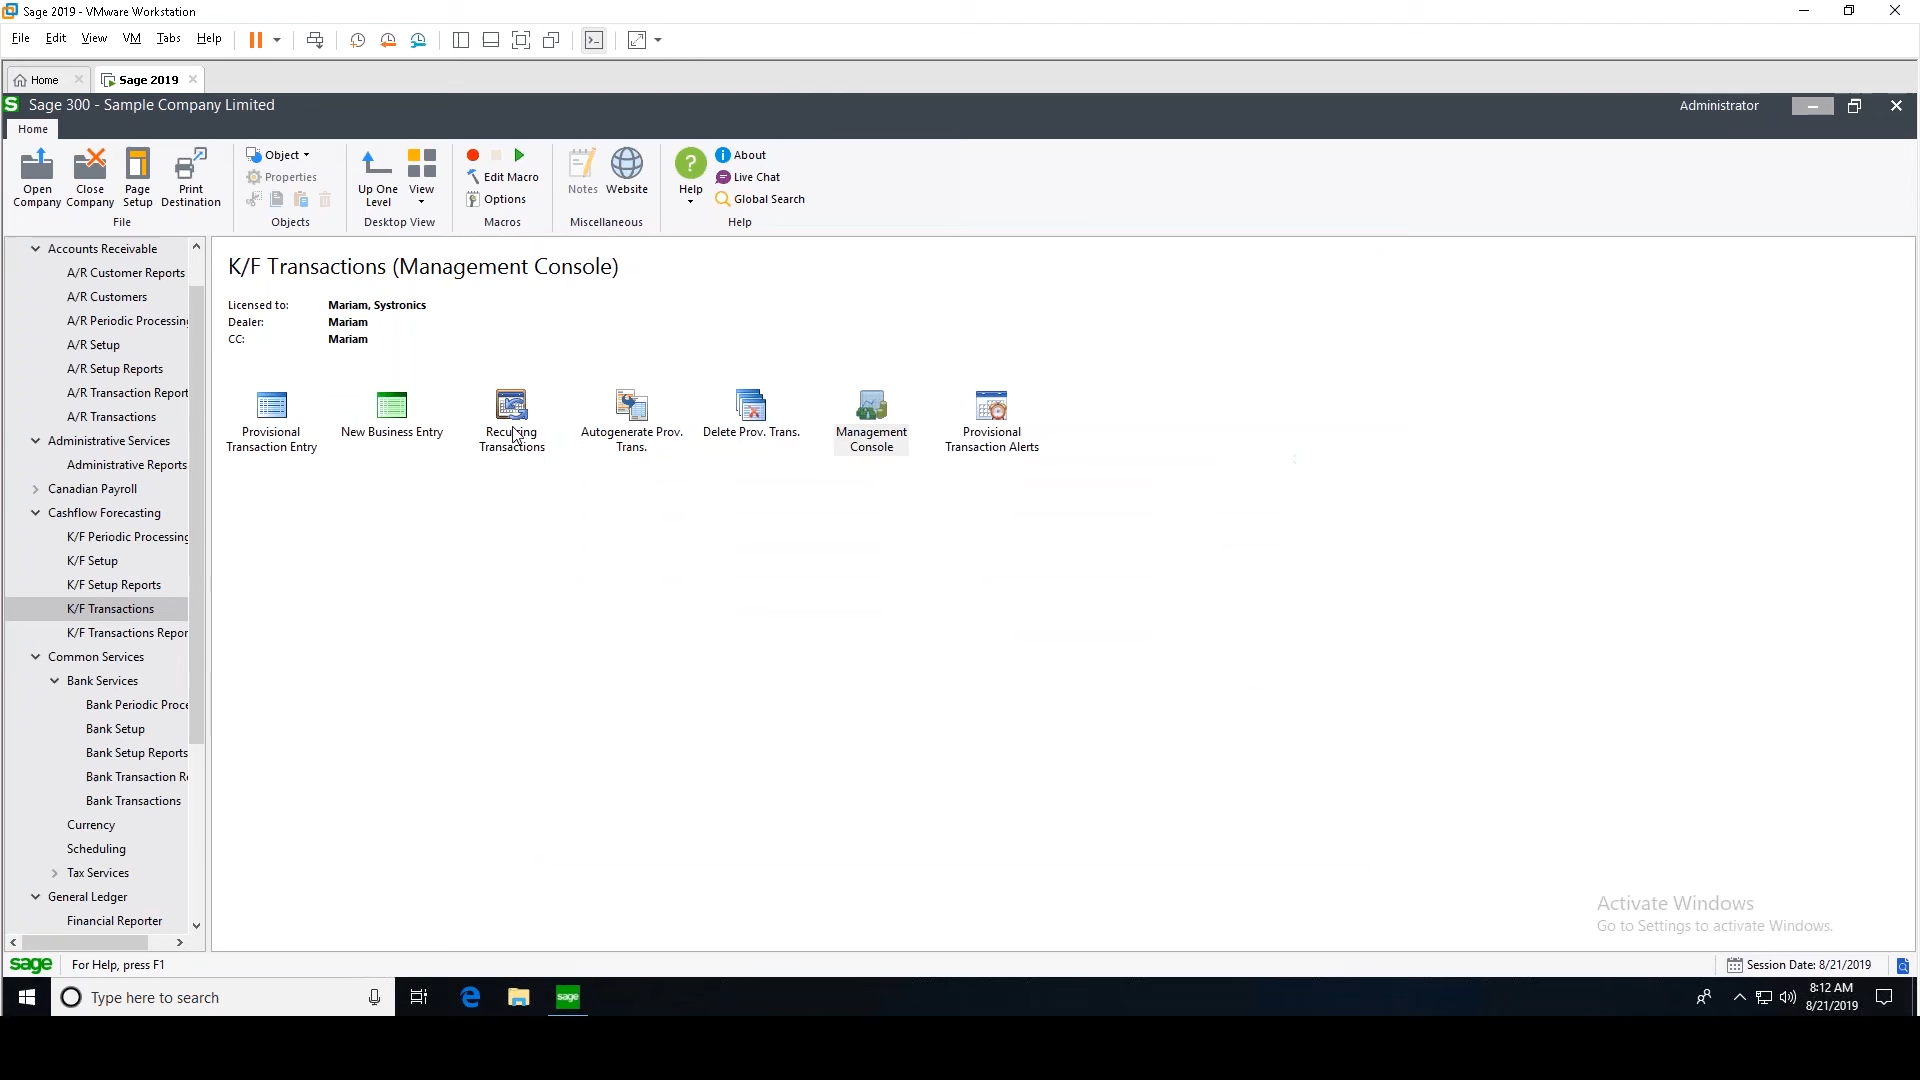 Sage 2019 - VMware Workstation
File Edit View VM Tabs Help
Home Sage 2019
S Sage 300 - Sample Company Limited Administrator
Home
Open Company
Close Company
Page Setup
Print Destination
File
Object
Properties
Objects
Up One Level
View
Desktop View
Edit Macro
Options
Macros
Notes
Website
Miscellaneous
Help
About
Live Chat
Global Search
Help
Accounts Receivable
A/R Customer Reports
A/R Customers
A/R Periodic Processing
A/R Setup
A/R Setup Reports
A/R Transaction Report
A/R Transactions
Administrative Services
Administrative Reports
Canadian Payroll
Cashflow Forecasting
K/F Periodic Processing
K/F Setup
K/F Setup Reports
K/F Transactions
K/F Transactions Repor
Common Services
Bank Services
Bank Periodic Proce
Bank Setup
Bank Setup Reports
Bank Transaction Re
Bank Transactions
Currency
Scheduling
Tax Services
General Ledger
Financial Reporter
K/F Transactions (Management Console)
Licensed to: Mariam, Systronics
Dealer: Mariam
CC: Mariam
Provisional
Transaction Entry
New Business Entry
Recurring
Transactions
Autogenerate Prov.
Trans.
Delete Prov. Trans.
Management
Console
Provisional
Transaction Alerts
Activate Windows
Go to Settings to activate Windows.
sage For Help, press F1 Session Date: 8/21/2019
Type here to search
sage
8:12 AM
8/21/2019